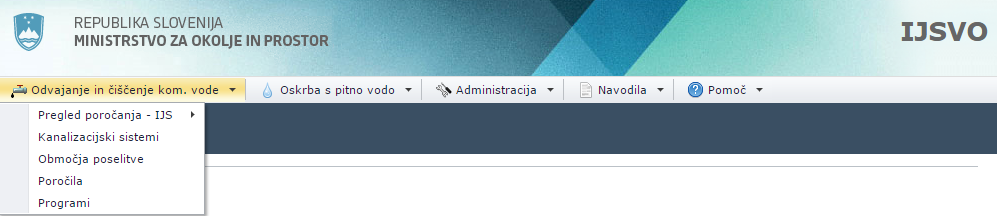 REPUBLIKA SLOVENIJA
MINISTRSTVO ZA OKOLJE IN PROSTOR
IJSVO
Odvajanje in čiščenje kom. vode
Oskrba s pitno vodo
Administracija
Navodila
Pomoč
Pregled poročanja - IJS
Kanalizacijski sistemi
Območja poselitve
Poročila
Programi